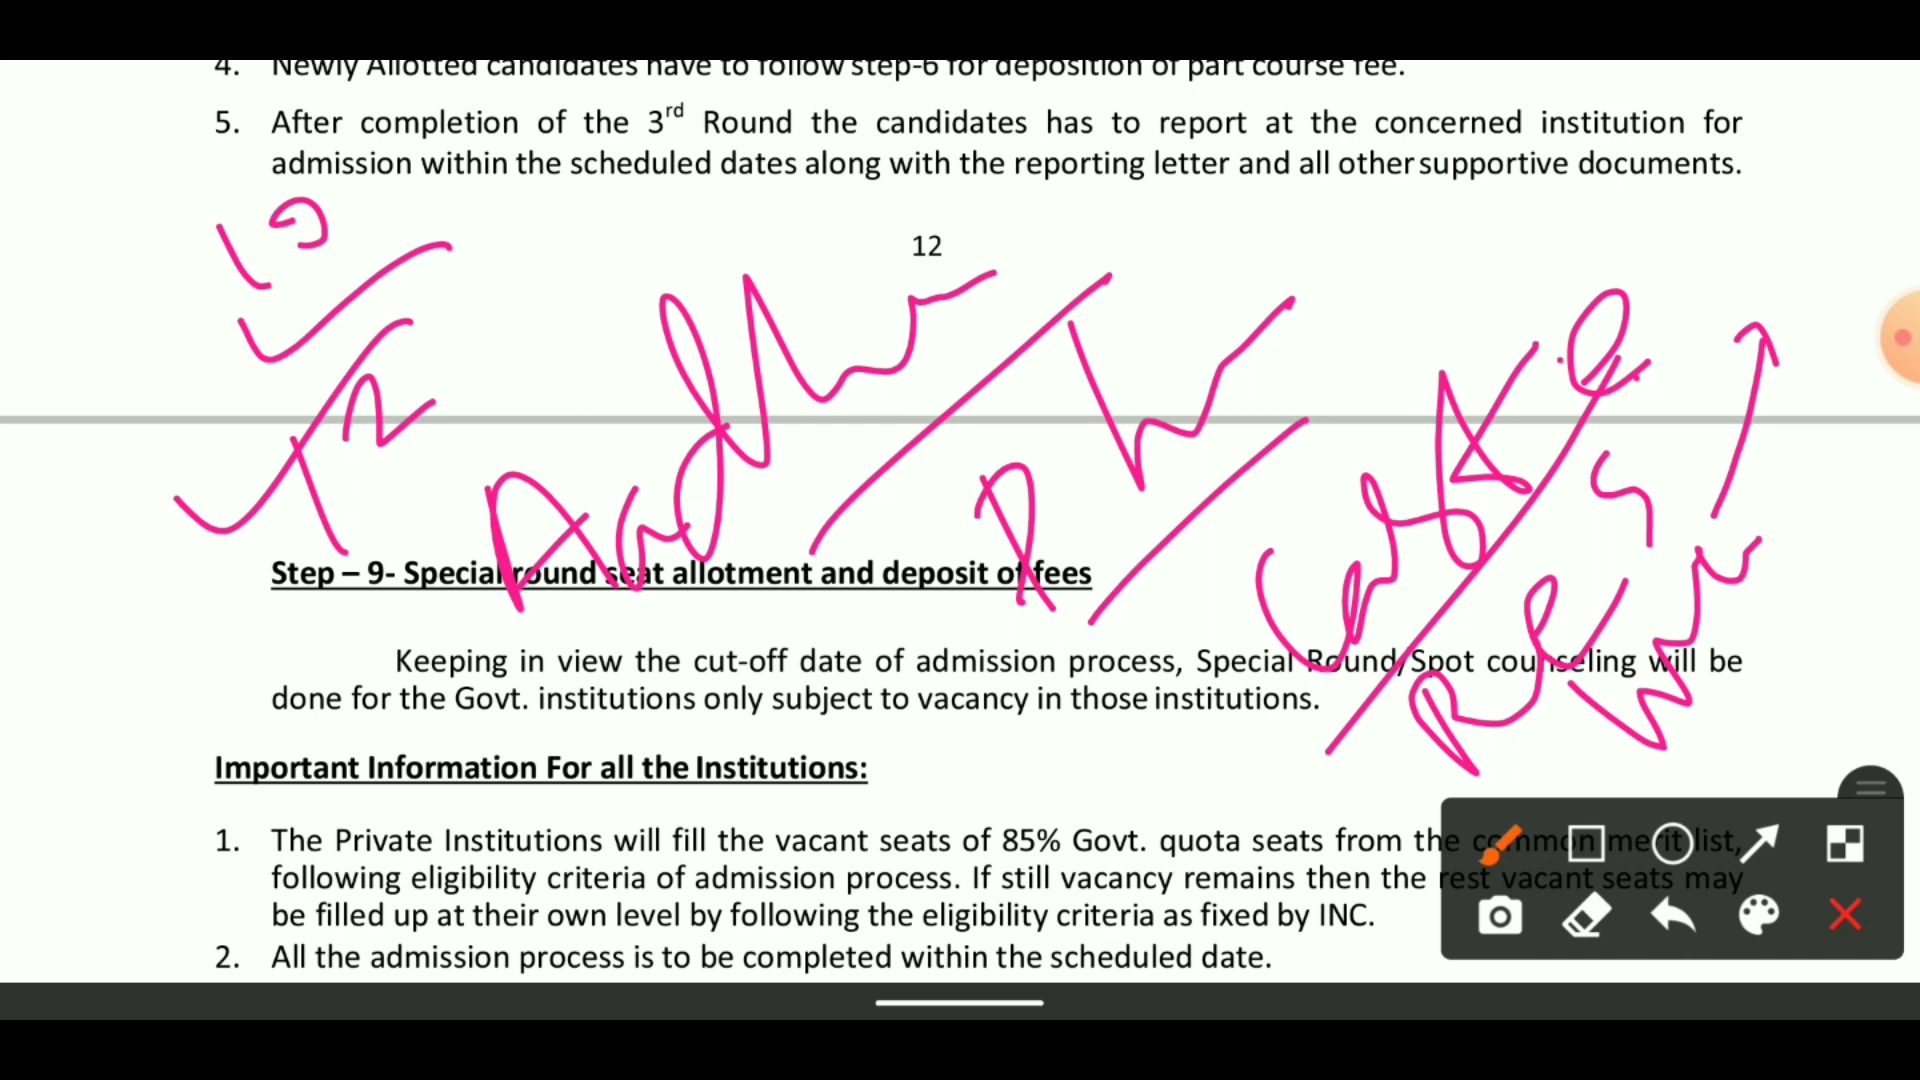 4. Newly Allotted candidates have to follow step-6 for deposition of part course fee.
5. After completion of the 3rd Round the candidates has to report at the concerned institution for
admission within the scheduled dates along with the reporting letter and all other supportive documents.
12
10
12
Aadhar
Step – 9- Special round seat allotment and deposit of fees
Keeping in view the cut-off date of admission process, Special Round/Spot counseling will be
done for the Govt. institutions only subject to vacancy in those institutions.
Important Information For all the Institutions:
1. The Private Institutions will fill the vacant seats of 85% Govt. quota seats from the common merit list,
following eligibility criteria of admission process. If still vacancy remains then the rest vacant seats may
be filled up at their own level by following the eligibility criteria as fixed by INC.
2. All the admission process is to be completed within the scheduled date.